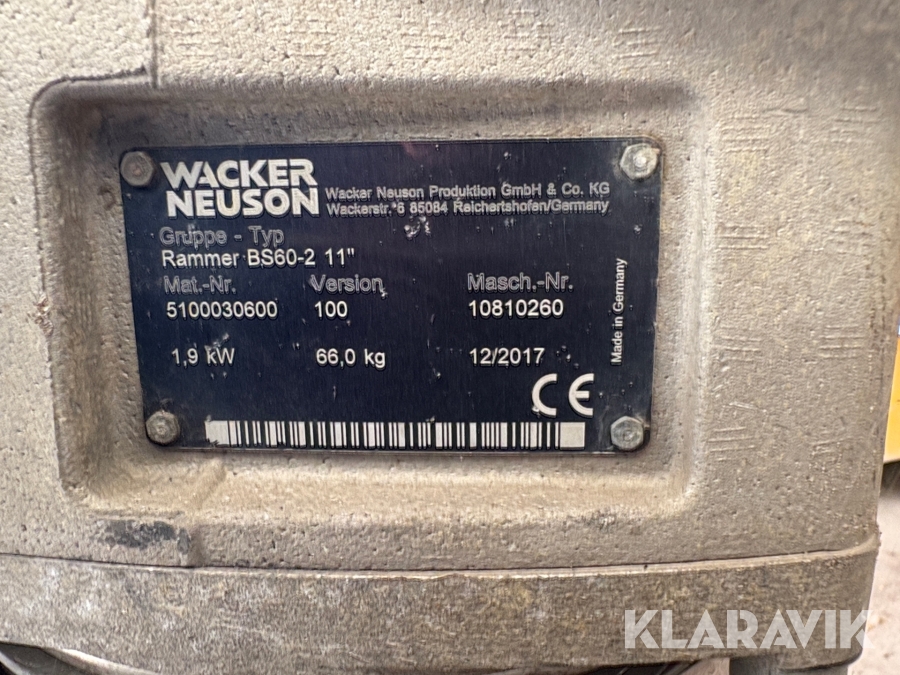 WACKER
NEUSON
Wacker Neuson Produktion GmbH & Co. KG
Wackerstr. 6 85084 Reichertshofen/Germany
Gruppe - Typ
Rammer BS60-2 11"
Mat.-Nr. Version Masch.-Nr.
5100030600 100 10810260
1,9 kW 66,0 kg 12/2017
Made in Germany
CE
KLARAVIK